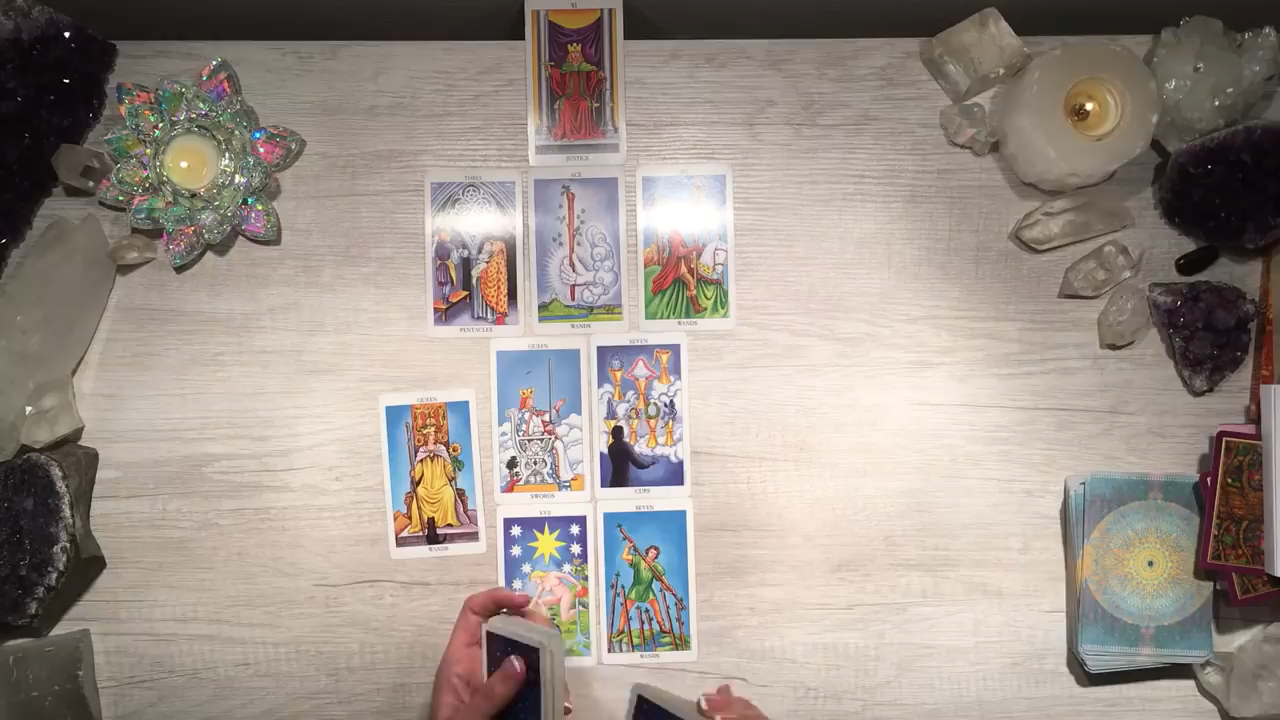 XI
JUSTICE
THREE
PENTACLES
ACE
WANDS
WANDS
QUEEN
SWORDS
SEVEN
CUPS
QUEEN
WANDS
XVII
SEVEN
WANDS